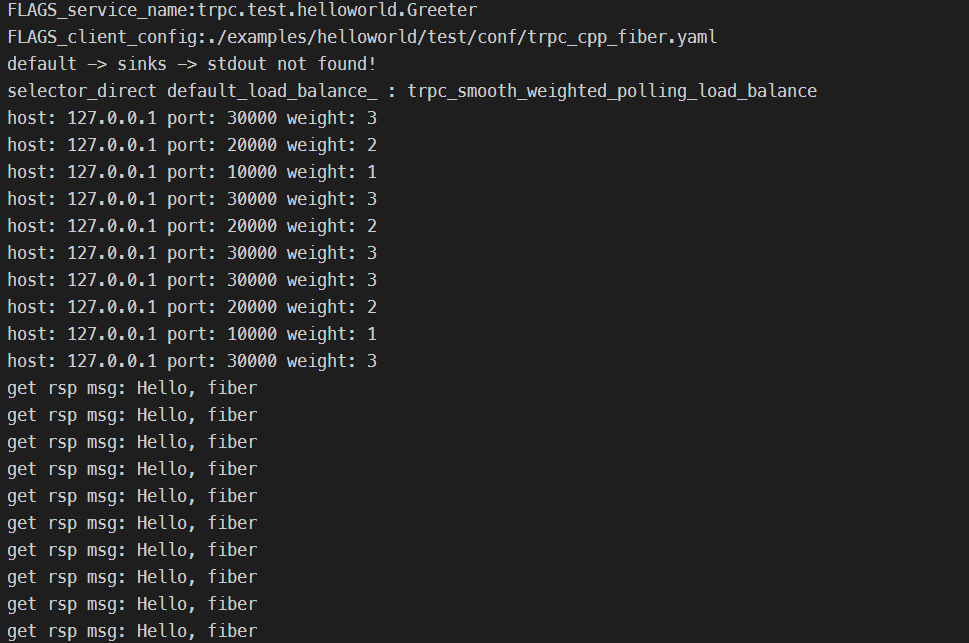 FLAGS_service_name:trpc.test.helloworld.Greeter
FLAGS_client_config:./examples/helloworld/test/conf/trpc_cpp_fiber.yaml
default -> sinks -> stdout not found!
selector_direct default_load_balance_ : trpc_smooth_weighted_polling_load_balance
host: 127.0.0.1 port: 30000 weight: 3
host: 127.0.0.1 port: 20000 weight: 2
host: 127.0.0.1 port: 10000 weight: 1
host: 127.0.0.1 port: 30000 weight: 3
host: 127.0.0.1 port: 20000 weight: 2
host: 127.0.0.1 port: 30000 weight: 3
host: 127.0.0.1 port: 30000 weight: 3
host: 127.0.0.1 port: 20000 weight: 2
host: 127.0.0.1 port: 10000 weight: 1
host: 127.0.0.1 port: 30000 weight: 3
get rsp msg: Hello, fiber
get rsp msg: Hello, fiber
get rsp msg: Hello, fiber
get rsp msg: Hello, fiber
get rsp msg: Hello, fiber
get rsp msg: Hello, fiber
get rsp msg: Hello, fiber
get rsp msg: Hello, fiber
get rsp msg: Hello, fiber
get rsp msg: Hello, fiber